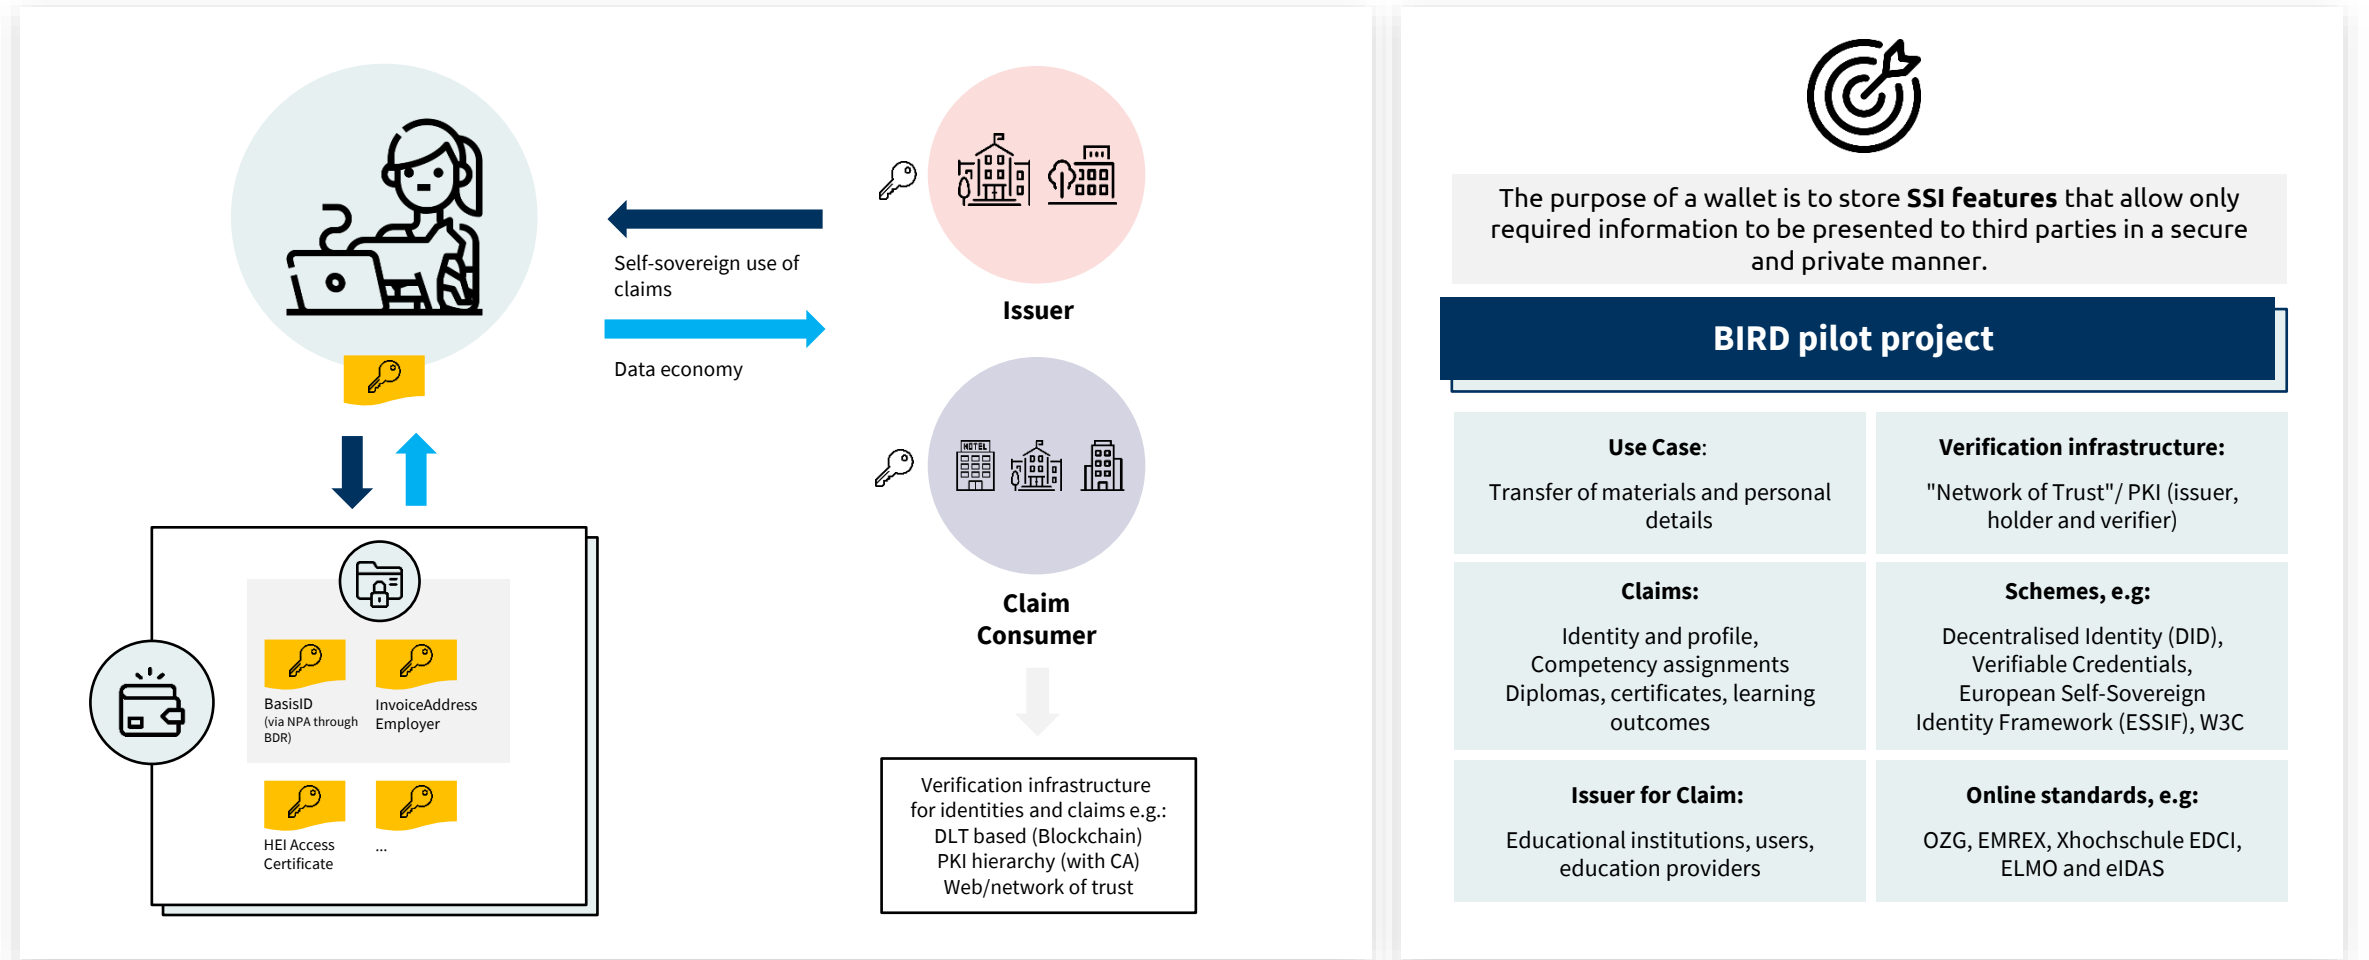 Self-sovereign use of
claims
Data economy
Issuer
HOTEL
Claim
Consumer
BasisID
(via NPA through
BDR)
InvoiceAddress
Employer
HEI Access
Certificate
...
Verification infrastructure
for identities and claims e.g.:
DLT based (Blockchain)
PKI hierarchy (with CA)
Web/network of trust
The purpose of a wallet is to store SSI features that allow only
required information to be presented to third parties in a secure
and private manner.
BIRD pilot project
Use Case:
Transfer of materials and personal
details
Verification infrastructure:
"Network of Trust"/ PKI (issuer,
holder and verifier)
Claims:
Identity and profile,
Competency assignments
Diplomas, certificates, learning
outcomes
Schemes, e.g:
Decentralised Identity (DID),
Verifiable Credentials,
European Self-Sovereign
Identity Framework (ESSIF), W3C
Issuer for Claim:
Educational institutions, users,
education providers
Online standards, e.g:
OZG, EMREX, Xhochschule EDCI,
ELMO and eIDAS